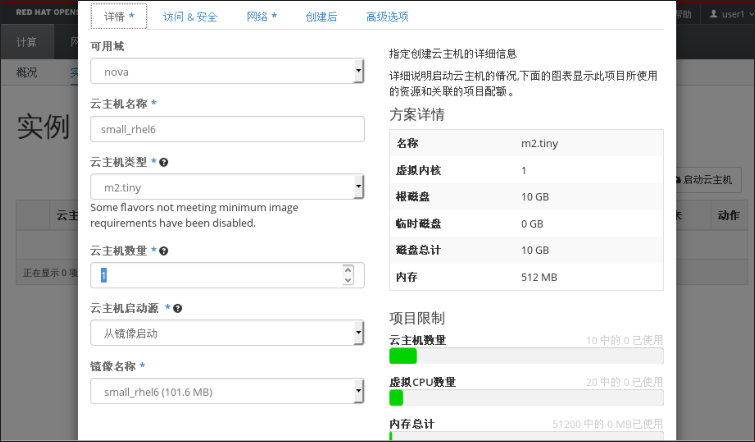 RED HAT OPENS
帮助
user1
计算
网
概况
实
实例
启动云主机
云主
动作
正在显示 0 项
详情 *
访问 & 安全
网络 *
创建后
高级选项
可用域
nova
云主机名称 *
small_rhel6
云主机类型 *
m2.tiny
Some flavors not meeting minimum image
requirements have been disabled.
云主机数量 *
1
云主机启动源 *
从镜像启动
镜像名称 *
small_rhel6 (101.6 MB)
指定创建云主机的详细信息
详细说明启动云主机的情况,下面的图表显示此项目所使用
的资源和关联的项目配额。
方案详情
名称 m2.tiny
虚拟内核 1
根磁盘 10 GB
临时磁盘 0 GB
磁盘总计 10 GB
内存 512 MB
项目限制
云主机数量 10 中的 0 已使用
虚拟CPU数量 20 中的 0 已使用
内存总计 51200 中的 0 MB已使用